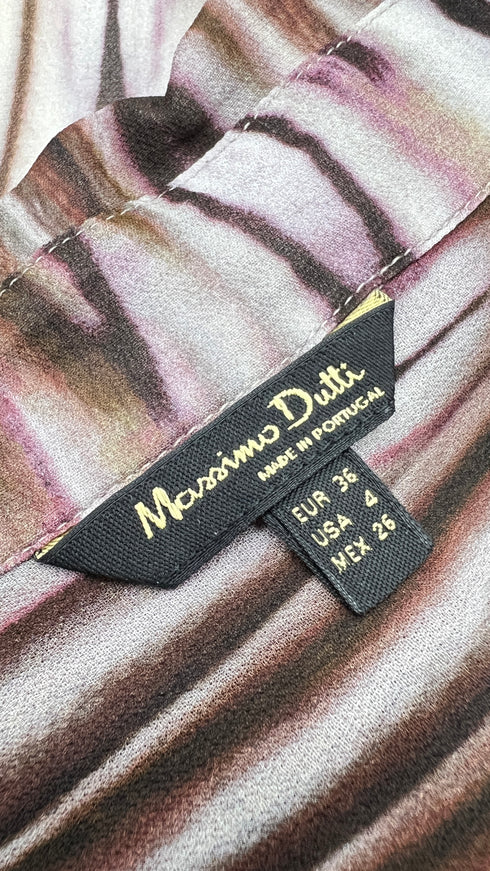 Massimo Dutti
MADE IN PORTUGAL
EUR 36
USA 4
MEX 26